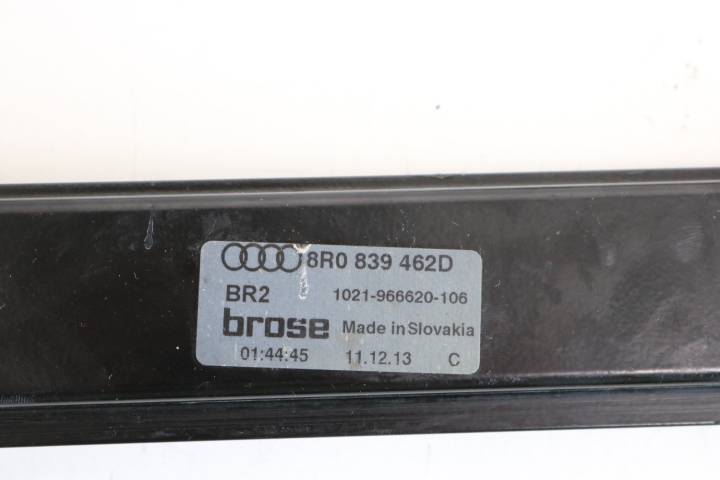 8R0 839 462D
BR2 1021-966620-106
brose Made in Slovakia
01:44:45 11.12.13 C